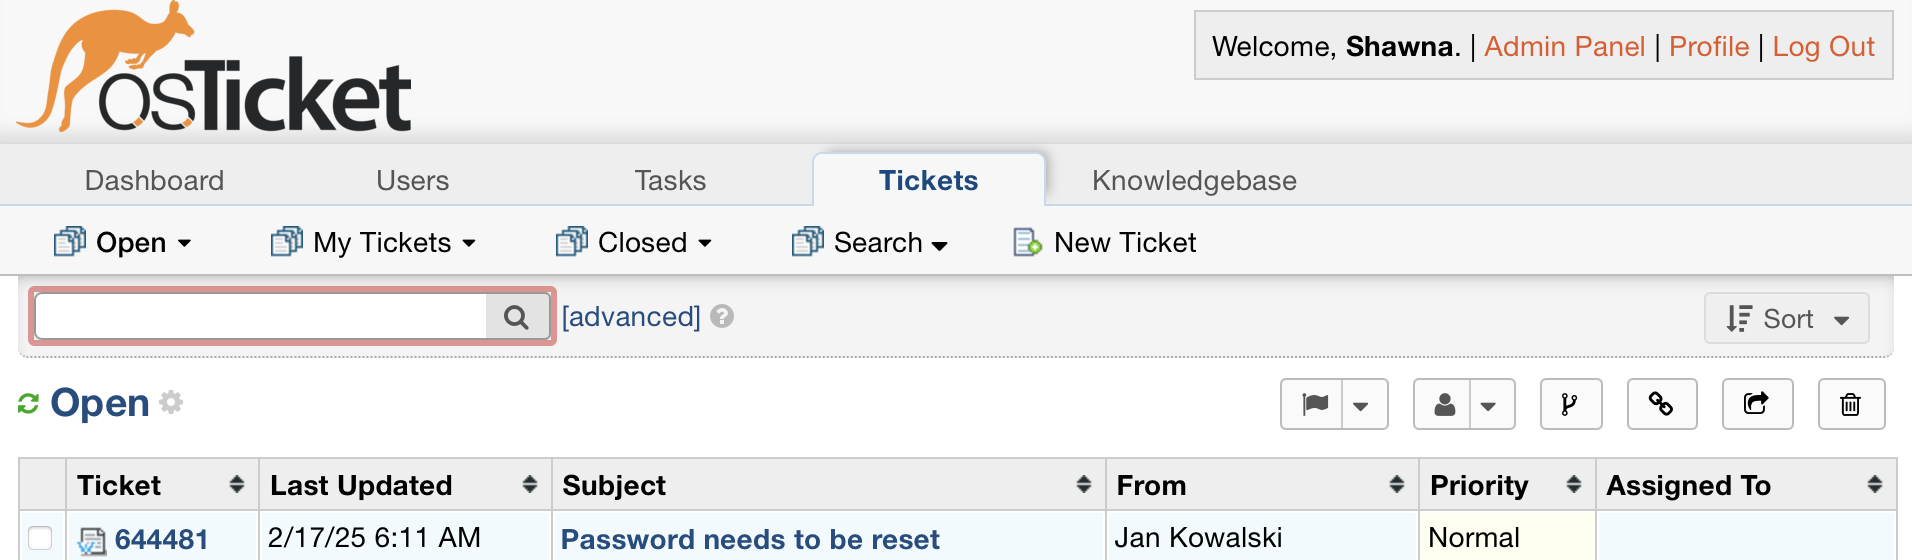 osTicket
Welcome, Shawna. | Admin Panel | Profile | Log Out
Dashboard Users Tasks Tickets Knowledgebase
Open My Tickets Closed Search New Ticket
[advanced] ? Sort
Open
Ticket Last Updated Subject From Priority Assigned To
644481 2/17/25 6:11 AM Password needs to be reset Jan Kowalski Normal